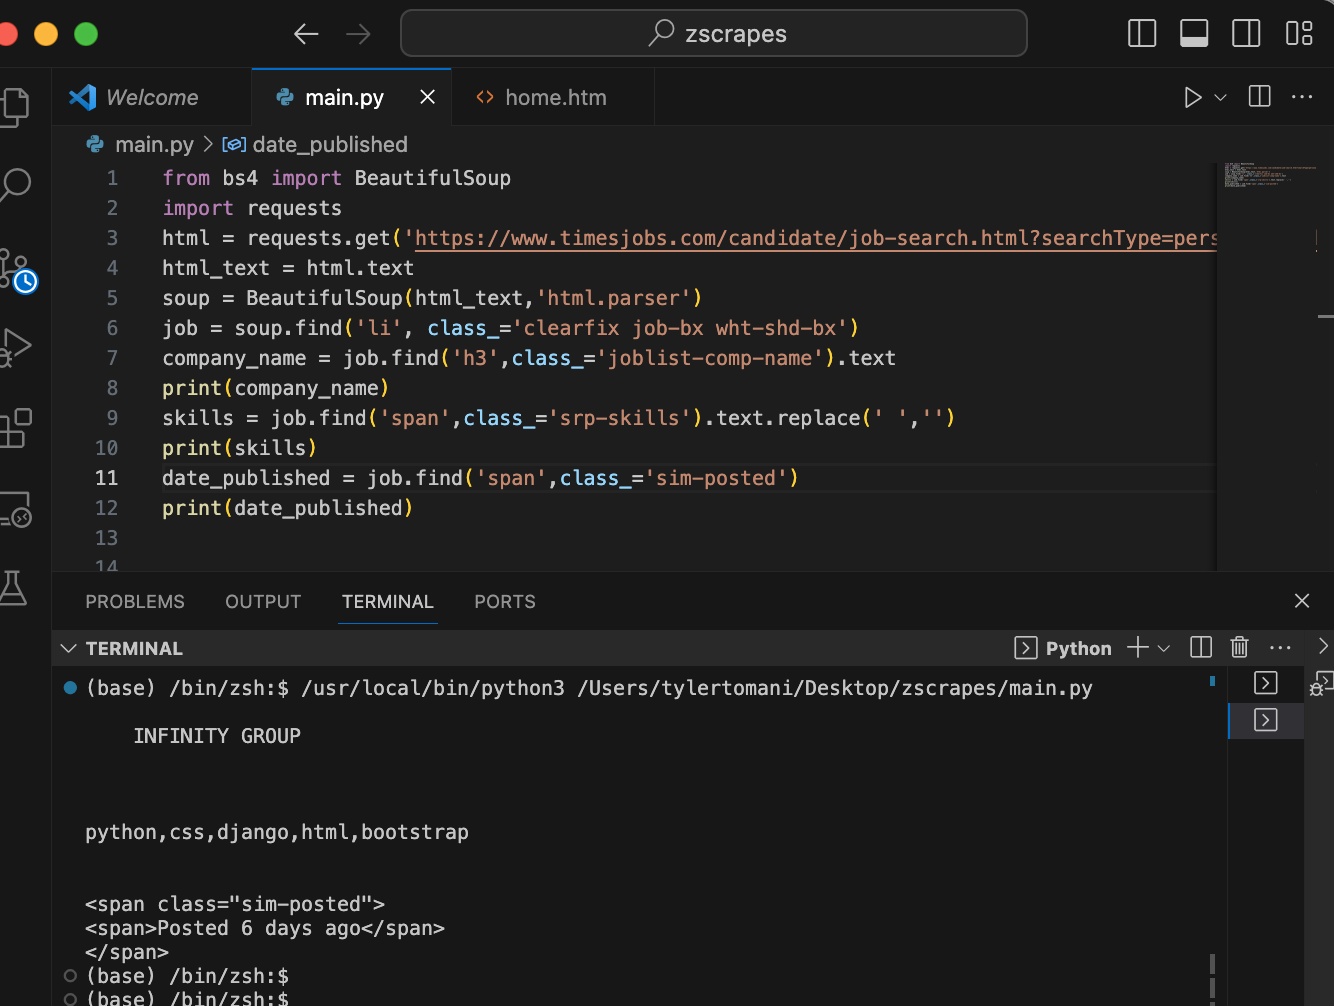 zscrapes
Welcome
main.py
home.htm
main.py > date_published
1 from bs4 import BeautifulSoup
2 import requests
3 html = requests.get('https://www.timesjobs.com/candidate/job-search.html?searchType=pers
4 html_text = html.text
5 soup = BeautifulSoup(html_text,'html.parser')
6 job = soup.find('li', class_='clearfix job-bx wht-shd-bx')
7 company_name = job.find('h3',class_='joblist-comp-name').text
8 print(company_name)
9 skills = job.find('span',class_='srp-skills').text.replace(' ','')
10 print(skills)
11 date_published = job.find('span',class_='sim-posted')
12 print(date_published)
13
14
PROBLEMS
OUTPUT
TERMINAL
PORTS
TERMINAL
Python
(base) /bin/zsh:$ /usr/local/bin/python3 /Users/tylertomani/Desktop/zscrapes/main.py
INFINITY GROUP
python,css,django,html,bootstrap
<span class="sim-posted">
<span>Posted 6 days ago</span>
</span>
(base) /bin/zsh:$
(base) /bin/zsh:$